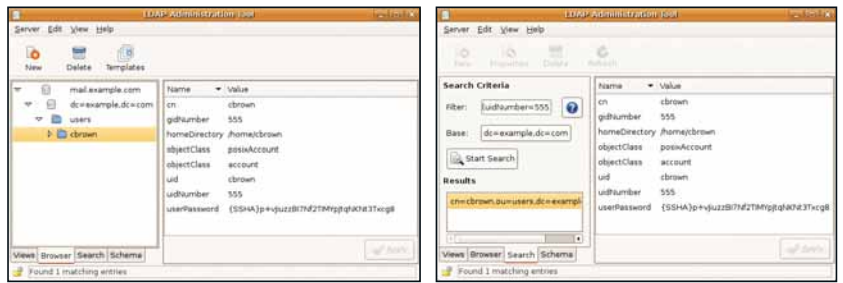 LDAP Administration Tool
Server Edit View Help
New Delete Templates
mail.example.com
dc=example,dc=com
users
cbrown
Name Value
cn cbrown
gidNumber 555
homeDirectory /home/cbrown
objectClass posixAccount
objectClass account
uid cbrown
uidNumber 555
userPassword
Views Browser Search Schema
Apply
Found 1 matching entries
LDAP Administration Tool
Server Edit View Help
New Properties Delete Refresh
Search Criteria
Filter: (uidNumber=555
Base: dc=example,dc=com
Start Search
Results
cn=cbrown,ou=users,dc=exampl
Name Value
cn cbrown
gidNumber 555
homeDirectory /home/cbrown
objectClass posixAccount
objectClass account
uid cbrown
uidNumber 555
userPassword
Views Browser Search Schema
Apply
Found 1 matching entries